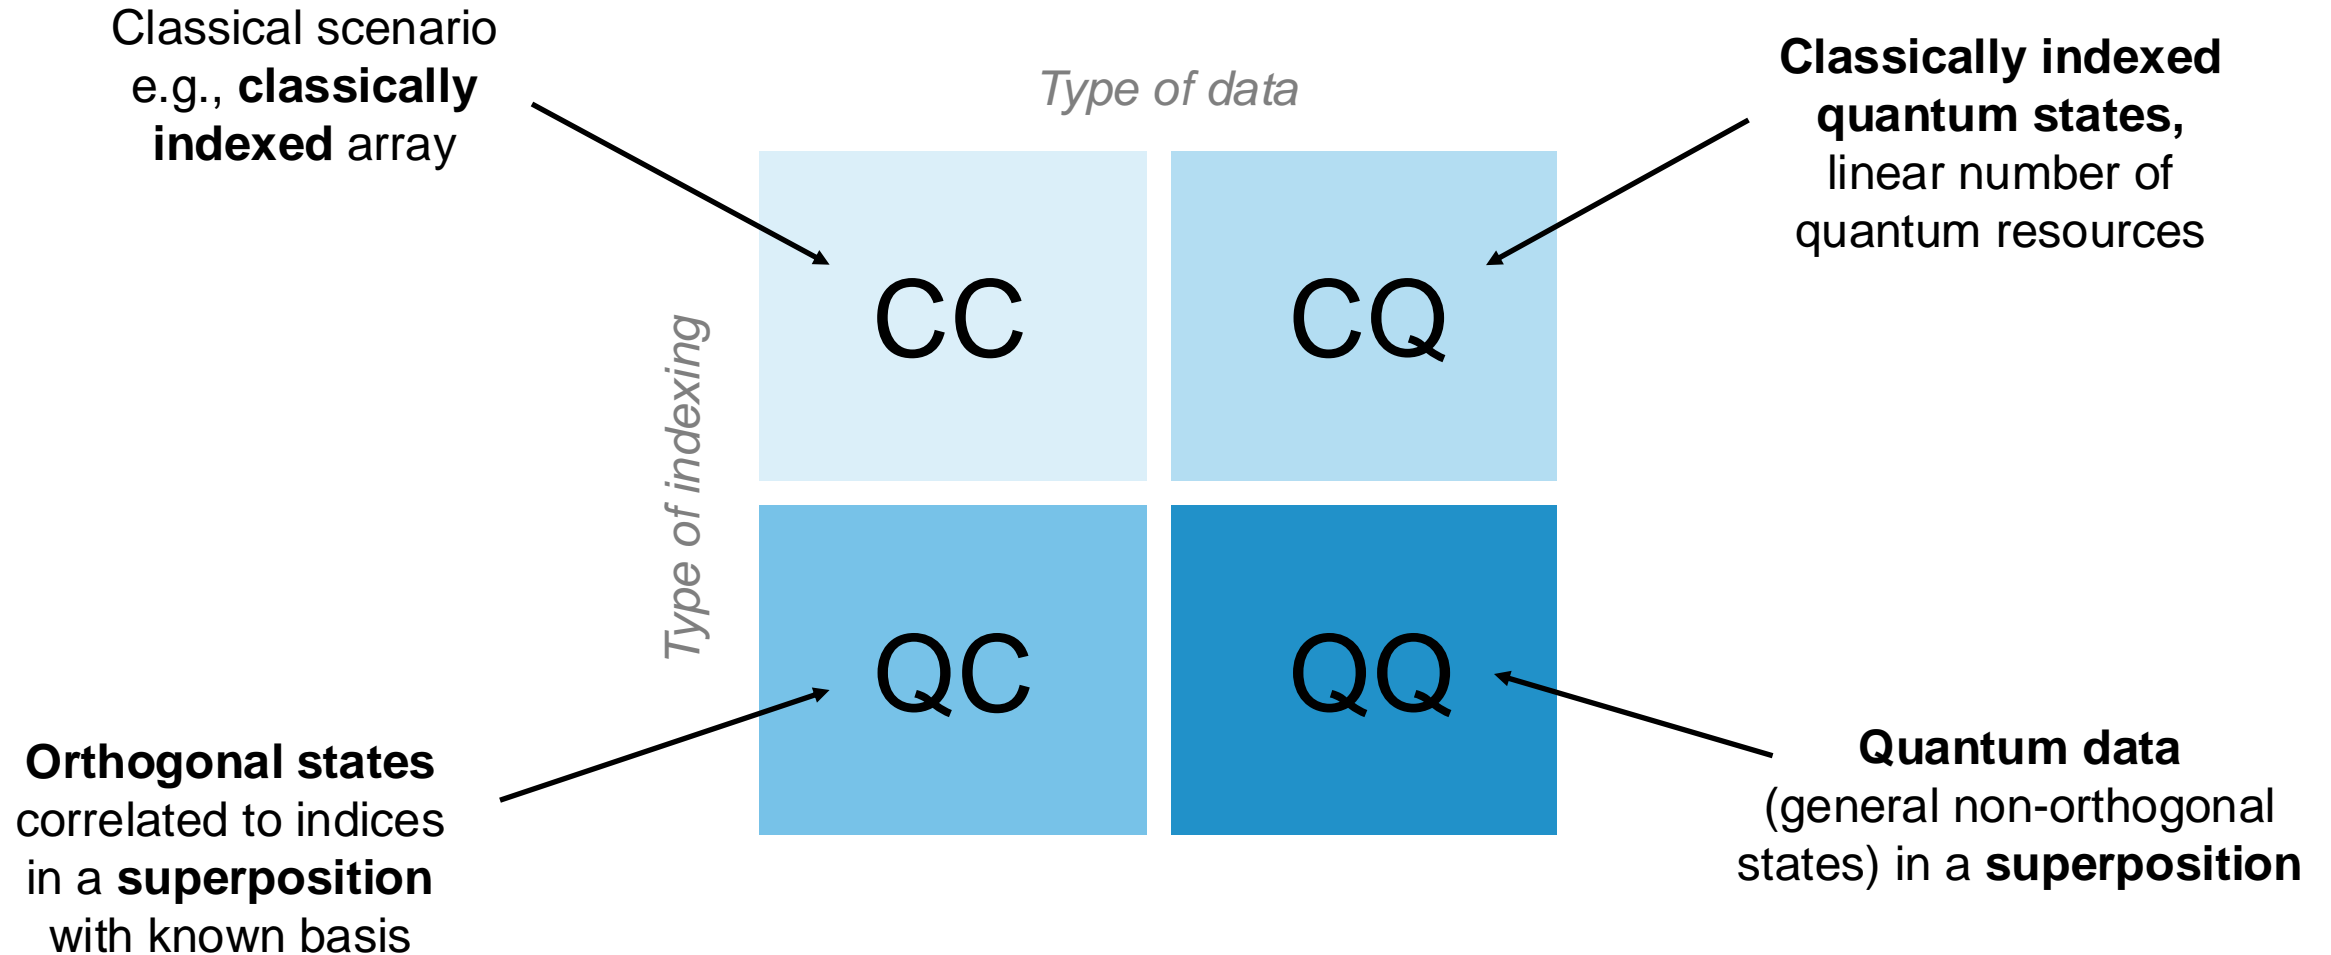 Classical scenario
e.g., classically
indexed array
Type of data
Classically indexed
quantum states,
linear number of
quantum resources
Type of indexing
CC
CQ
QC
QQ
Orthogonal states
correlated to indices
in a superposition
with known basis
Quantum data
(general non-orthogonal
states) in a superposition